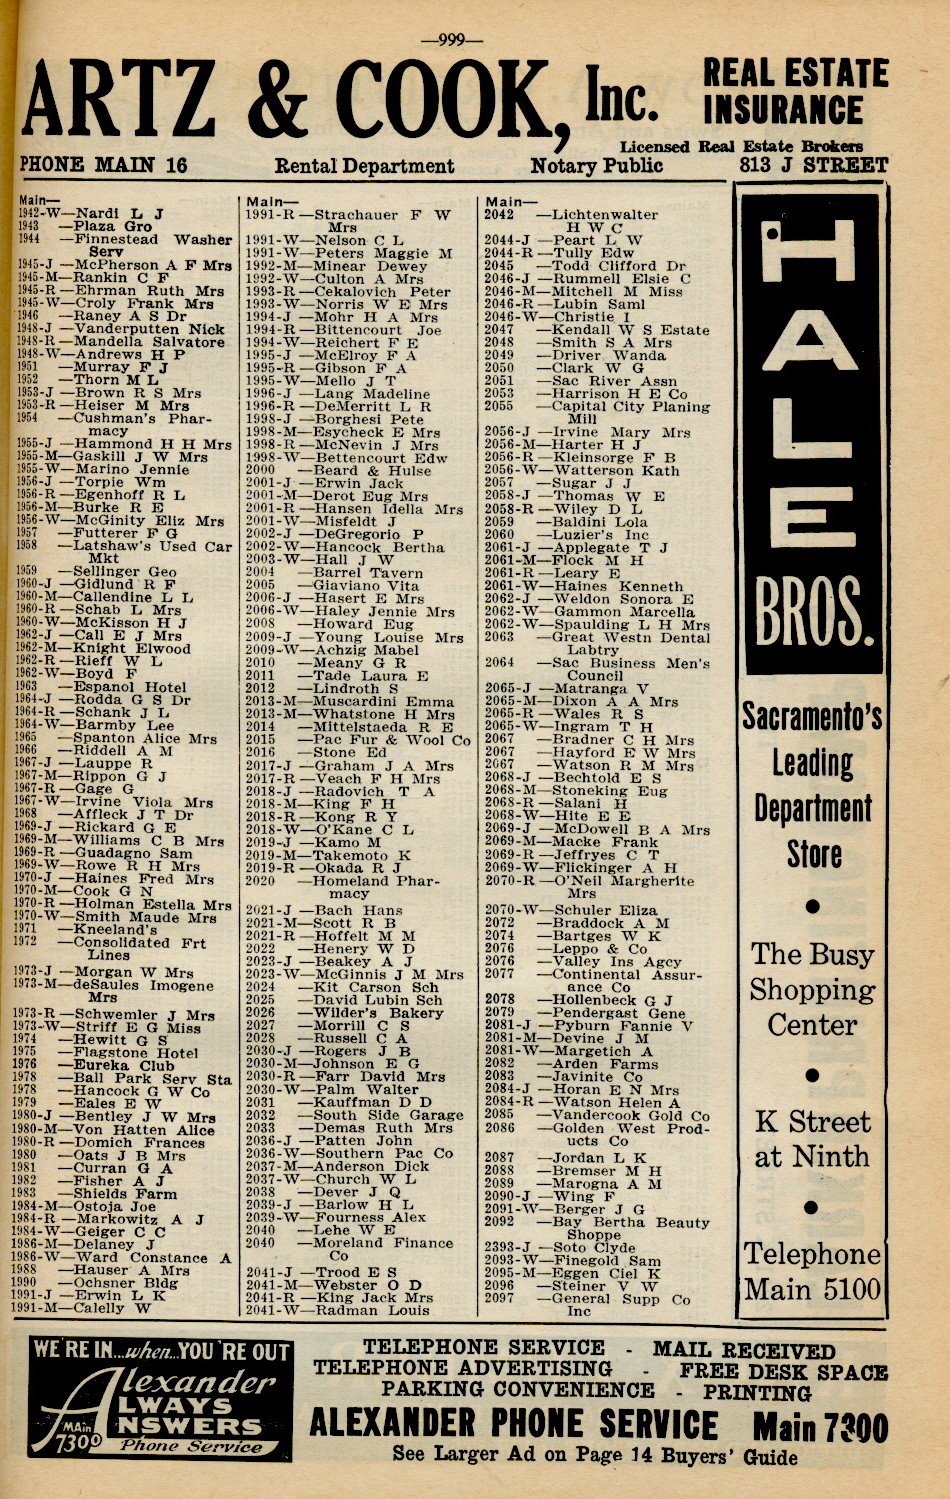 —999—
ARTZ & COOK, Inc. REAL ESTATE
INSURANCE
Licensed Real Estate Brokers
PHONE MAIN 16 Rental Department Notary Public 813 J STREET
Main—
1942-W—Nardi L J
1943 —Plaza Gro
1944 —Finnestead Washer
Serv
1945-J —McPherson A F Mrs
1945-M—Rankin C F
1945-R—Ehrman Ruth Mrs
1945-W—Croly Frank Mrs
1946 —Raney A S Dr
1948-J —Vanderputten Nick
1948-R —Mandella Salvatore
1948-W—Andrews H P
1951 —Murray F J
1952 —Thorn M L
1953-J —Brown R S Mrs
1953-R —Heiser M Mrs
1954 —Cushman's Phar-
macy
1955-J —Hammond H H Mrs
1955-M—Gaskill J W Mrs
1955-W—Marino Jennie
1956-J —Torpie Wm
1956-R —Egenhoff R L
1956-M—Burke R E
1956-W—McGinity Eliz Mrs
1957 —Futterer F G
1958 —Latshaw's Used Car
Mkt
1959 —Sellinger Geo
1960-J —Gidlund R F
1960-M—Callendine L L
1960-R —Schab L Mrs
1960-W—McKisson H J
1962-J —Call E J Mrs
1962-M—Knight Elwood
1962-R —Rieff W L
1962-W—Boyd F
1963 —Espanol Hotel
1964-J —Rodda G S Dr
1964-R —Schank J L
1964-W—Barmby Lee
1965 —Spanton Alice Mrs
1966 —Riddell A M
1967-J —Lauppe R
1967-M—Rippon G J
1967-R —Gage G
1967-W—Irvine Viola Mrs
1968 —Affleck J T Dr
1969-J —Rickard G E
1969-M—Williams C B Mrs
1969-R —Guadagno Sam
1969-W—Rowe R H Mrs
1970-J —Haines Fred Mrs
1970-M—Cook G N
1970-R —Holman Estella Mrs
1970-W—Smith Maude Mrs
1971 —Kneeland's
1972 —Consolidated Frt
Lines
1973-J —Morgan W Mrs
1973-M—deSaules Imogene
Mrs
1973-R —Schwemler J Mrs
1973-W—Striff E G Miss
1974 —Hewitt G S
1975 —Flagstone Hotel
1976 —Eureka Club
1978 —Ball Park Serv Sta
1978 —Hancock G W Co
1979 —Eales E W
1980-J —Bentley J W Mrs
1980-M—Von Hatten Alice
1980-R —Domich Frances
1980 —Oats J B Mrs
1981 —Curran G A
1982 —Fisher A J
1983 —Shields Farm
1984-M—Ostoja Joe
1984-R —Markowitz A J
1984-W—Geiger C C
1986-M—Delaney J
1986-W—Ward Constance A
1988 —Hauser A Mrs
1990 —Ochsner Bldg
1991-J —Erwin L K
1991-M—Calelly W
Main—
1991-R —Strachauer F W
Mrs
1991-W—Nelson C L
1991-W—Peters Maggie M
1992-M—Minear Dewey
1992-W—Culton A Mrs
1993-R—Cekalovich Peter
1993-W—Norris W E Mrs
1994-J —Mohr H A Mrs
1994-R —Bittencourt Joe
1994-W—Reichert F E
1995-J —McElroy F A
1995-R —Gibson F A
1995-W—Mello J T
1996-J —Lang Madeline
1996-R —DeMerritt L R
1998-J —Borghesi Pete
1998-M—Esycheck E Mrs
1998-R —McNevin J Mrs
1998-W—Bettencourt Edw
2000 —Beard & Hulse
2001-J —Erwin Jack
2001-M—Derot Eug Mrs
2001-R —Hansen Idella Mrs
2001-W—Misfeldt J
2002-J —DeGregorio P
2002-W—Hancock Bertha
2003-W—Hall J W
2004 —Barrel Tavern
2005 —Giaviano Vita
2006-J —Hasert E Mrs
2006-W—Haley Jennie Mrs
2008 —Howard Eug
2009-J —Young Louise Mrs
2009-W—Achzig Mabel
2010 —Meany G R
2011 —Tade Laura E
2012 —Lindroth S
2013-M—Muscardini Emma
2013-M—Whatstone H Mrs
2014 —Mittelstaeda R E
2015 —Pac Fur & Wool Co
2016 —Stone Ed
2017-J —Graham J A Mrs
2017-R —Veach F H Mrs
2018-J —Radovich T A
2018-M—King F H
2018-R —Kong R Y
2018-W—O'Kane C L
2019-J —Kamo M
2019-M—Takemoto K
2019-R —Okada R J
2020 —Homeland Phar-
macy
2021-J —Bach Hans
2021-M—Scott R B
2021-R —Hoffelt M M
2022 —Henery W D
2023-J —Beakey A J
2023-W—McGinnis J M Mrs
2024 —Kit Carson Sch
2025 —David Lubin Sch
2026 —Wilder's Bakery
2027 —Morrill C S
2028 —Russell C A
2030-J —Rogers J B
2030-M—Johnson E G
2030-R —Farr David Mrs
2030-W—Palm Walter
2031 —Kauffman D D
2032 —South Side Garage
2033 —Demas Ruth Mrs
2036-J —Patten John
2036-W—Southern Pac Co
2037-M—Anderson Dick
2037-W—Church W L
2038 —Dever J Q
2039-J —Barlow H L
2039-W—Fourness Alex
2040 —Lehe W E
2040 —Moreland Finance
Co
2041-J —Trood E S
2041-M—Webster O D
2041-R —King Jack Mrs
2041-W—Radman Louis
Main—
2042 —Lichtenwalter
H W C
2044-J —Peart L W
2044-R —Tully Edw
2045 —Todd Clifford Dr
2046-J —Rummell Elsie C
2046-M—Mitchell M Miss
2046-R —Lubin Saml
2046-W—Christie I
2047 —Kendall W S Estate
2048 —Smith S A Mrs
2049 —Driver Wanda
2050 —Clark W G
2051 —Sac River Assn
2053 —Harrison H E Co
2055 —Capital City Planing
Mill
2056-J —Irvine Mary Mrs
2056-M—Harter H J
2056-R —Kleinsorge F B
2056-W—Watterson Kath
2057 —Sugar J J
2058-J —Thomas W E
2058-R —Wiley D L
2059 —Baldini Lola
2060 —Luzier's Inc
2061-J —Applegate T J
2061-M—Flock M H
2061-R —Leary E
2061-W—Haines Kenneth
2062-J —Weldon Sonora E
2062-W—Gammon Marcella
2062-W—Spaulding L H Mrs
2063 —Great Westn Dental
Labtry
2064 —Sac Business Men's
Council
2065-J —Matranga V
2065-M—Dixon A A Mrs
2065-R —Wales R S
2065-W—Ingram T H
2067 —Bradner C H Mrs
2067 —Hayford E W Mrs
2067 —Watson R M Mrs
2068-J —Bechtold E S
2068-M—Stoneking Eug
2068-R —Salani H
2068-W—Hite E E
2069-J —McDowell B A Mrs
2069-M—Macke Frank
2069-R —Jeffryes C T
2069-W—Flickinger A H
2070-R —O'Neil Margherite
Mrs
2070-W—Schuler Eliza
2072 —Braddock A M
2074 —Bartges W K
2076 —Leppo & Co
2076 —Valley Ins Agcy
2077 —Continental Assur-
ance Co
2078 —Hollenbeck G J
2079 —Pendergast Gene
2081-J —Pyburn Fannie V
2081-M—Devine J M
2081-W—Margetich A
2082 —Arden Farms
2083 —Javinite Co
2084-J —Horan E N Mrs
2084-R —Watson Helen A
2085 —Vandercook Gold Co
2086 —Golden West Prod-
ucts Co
2087 —Jordan L K
2088 —Bremser M H
2089 —Marogna A M
2090-J —Wing F
2091-W—Berger J G
2092 —Bay Bertha Beauty
Shoppe
2393-J —Soto Clyde
2093-W—Finegold Sam
2095-M—Eggen Ciel K
2096 —Steiner V W
2097 —General Supp Co
Inc
HALE
BROS.
Sacramento's
Leading
Department
Store
•
The Busy
Shopping
Center
•
K Street
at Ninth
•
Telephone
Main 5100
WE'RE IN...when...YOU'RE OUT
Alexander
ALWAYS
ANSWERS
MAin
7300
Phone Service
TELEPHONE SERVICE - MAIL RECEIVED
TELEPHONE ADVERTISING - FREE DESK SPACE
PARKING CONVENIENCE - PRINTING
ALEXANDER PHONE SERVICE Main 7300
See Larger Ad on Page 14 Buyers' Guide